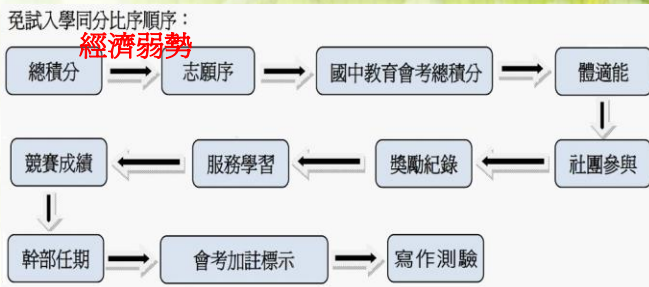 免試入學同分比序順序：
經濟弱勢
總積分 志願序 國中教育會考總積分 體適能
競賽成績 服務學習 獎勵紀錄 社團參與
幹部任期 會考加註標示 寫作測驗